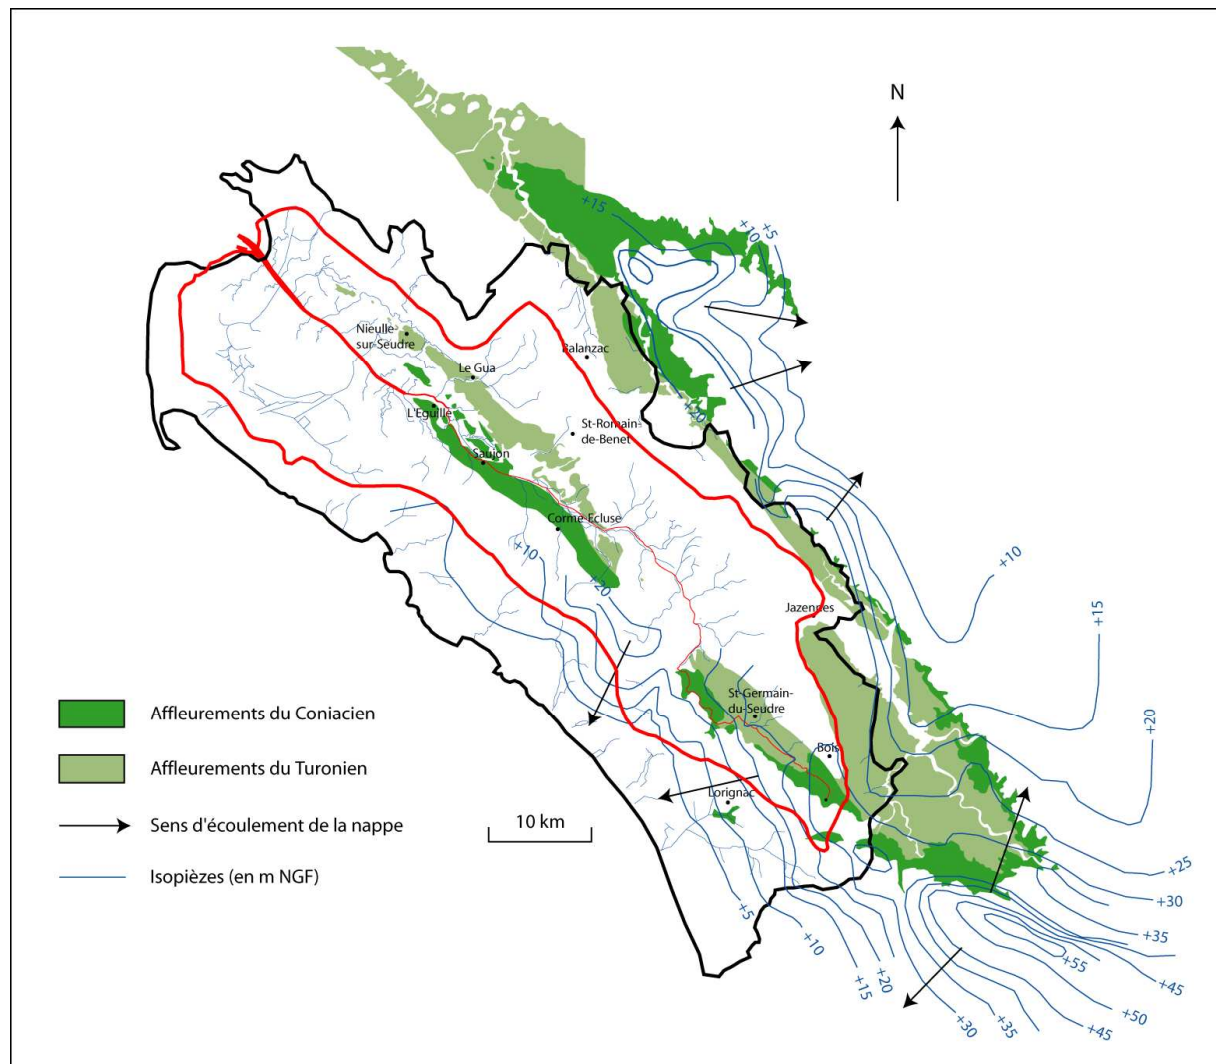 N
+15
+5
+10
Nieulle-
sur-Seudre
Balanzac
Le Gua
L'Eguille
+20
St-Romain-
de-Benet
Saujon
Corme-Ecluse
+10
+10
+20
Jazennes
+15
St-Germain-
du-Seudre
Affleurements du Coniacien
+20
Bois
Affleurements du Turonien
Lorignac
Sens d'écoulement de la nappe
10 km
Isopièzes (en m NGF)
+25
+30
+5
+35
+10
+55
+15
+20
+45
+50
+30
+35
+45